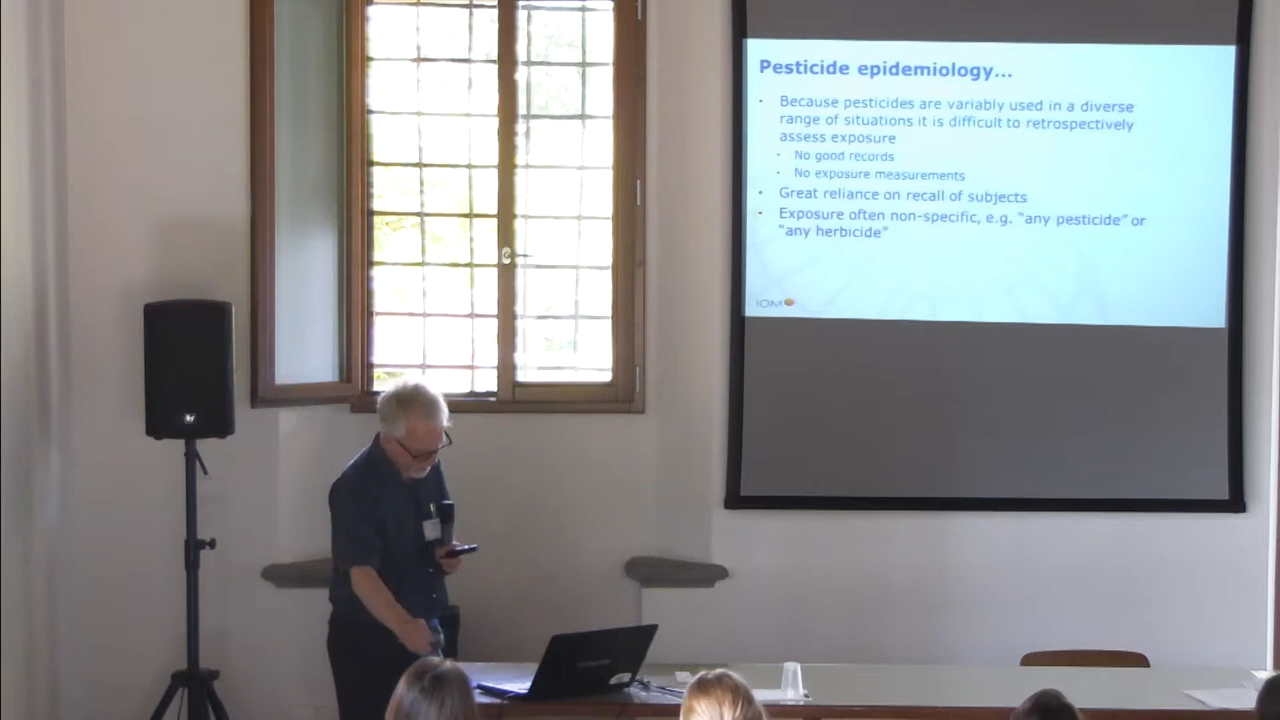 Pesticide epidemiology...
· Because pesticides are variably used in a diverse
range of situations it is difficult to retrospectively
assess exposure
· No good records
· No exposure measurements
· Great reliance on recall of subjects
· Exposure often non-specific, e.g. "any pesticide" or
"any herbicide"
IOM